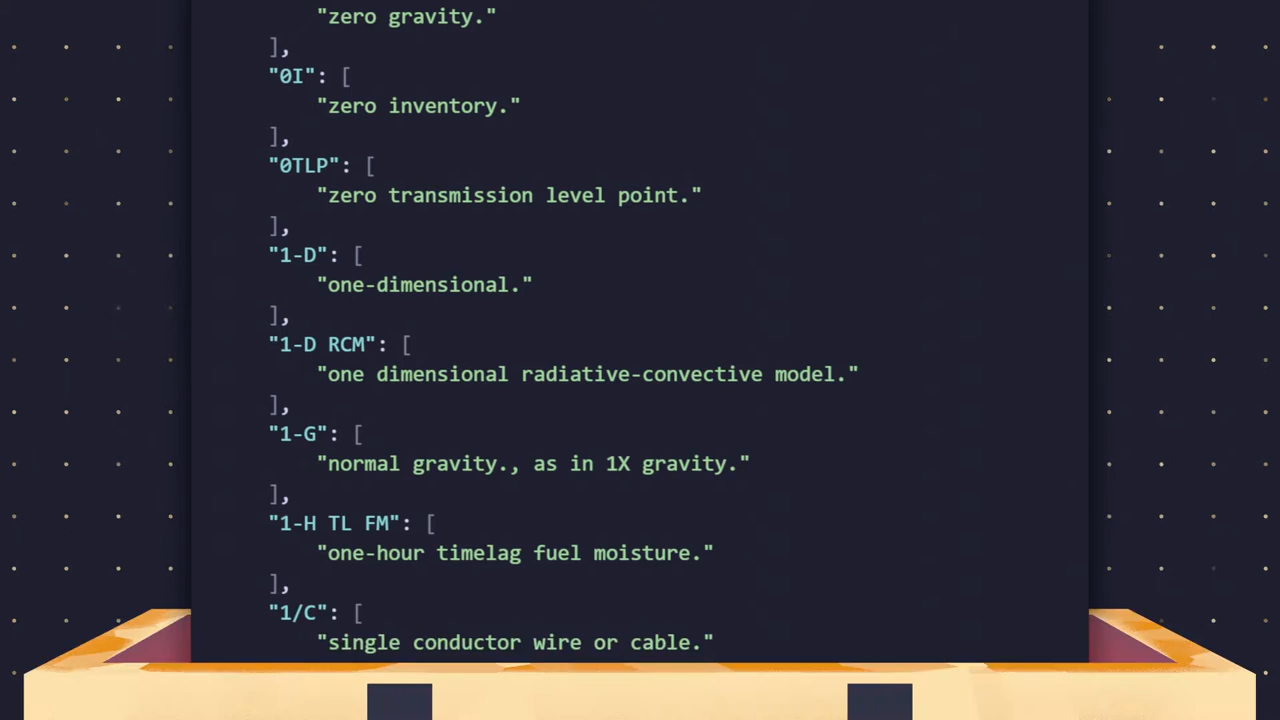 "zero gravity."
],
"0I": [
"zero inventory."
],
"0TLP": [
"zero transmission level point."
],
"1-D": [
"one-dimensional."
],
"1-D RCM": [
"one dimensional radiative-convective model."
],
"1-G": [
"normal gravity., as in 1X gravity."
],
"1-H TL FM": [
"one-hour timelag fuel moisture."
],
"1/C": [
"single conductor wire or cable."